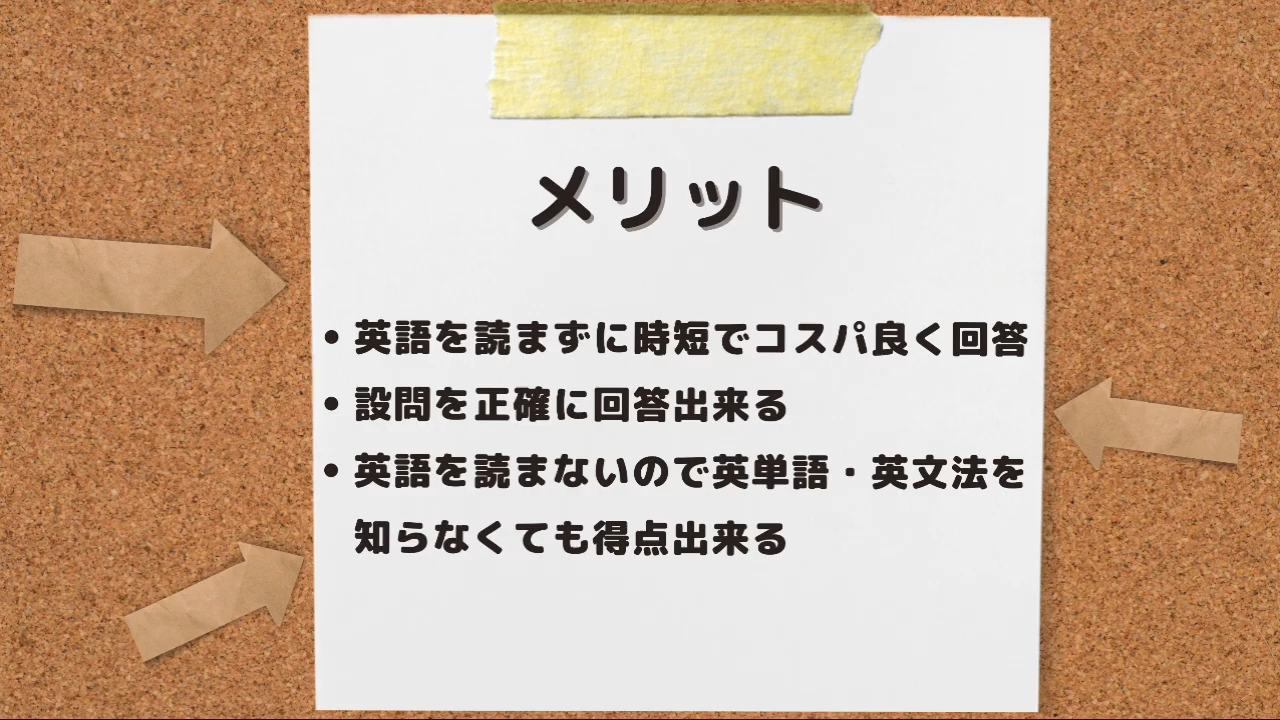 メリット
• 英語を読まずに時短でコスパ良く回答
• 設問を正確に回答出来る
• 英語を読まないので英単語・英文法を
知らなくても得点出来る